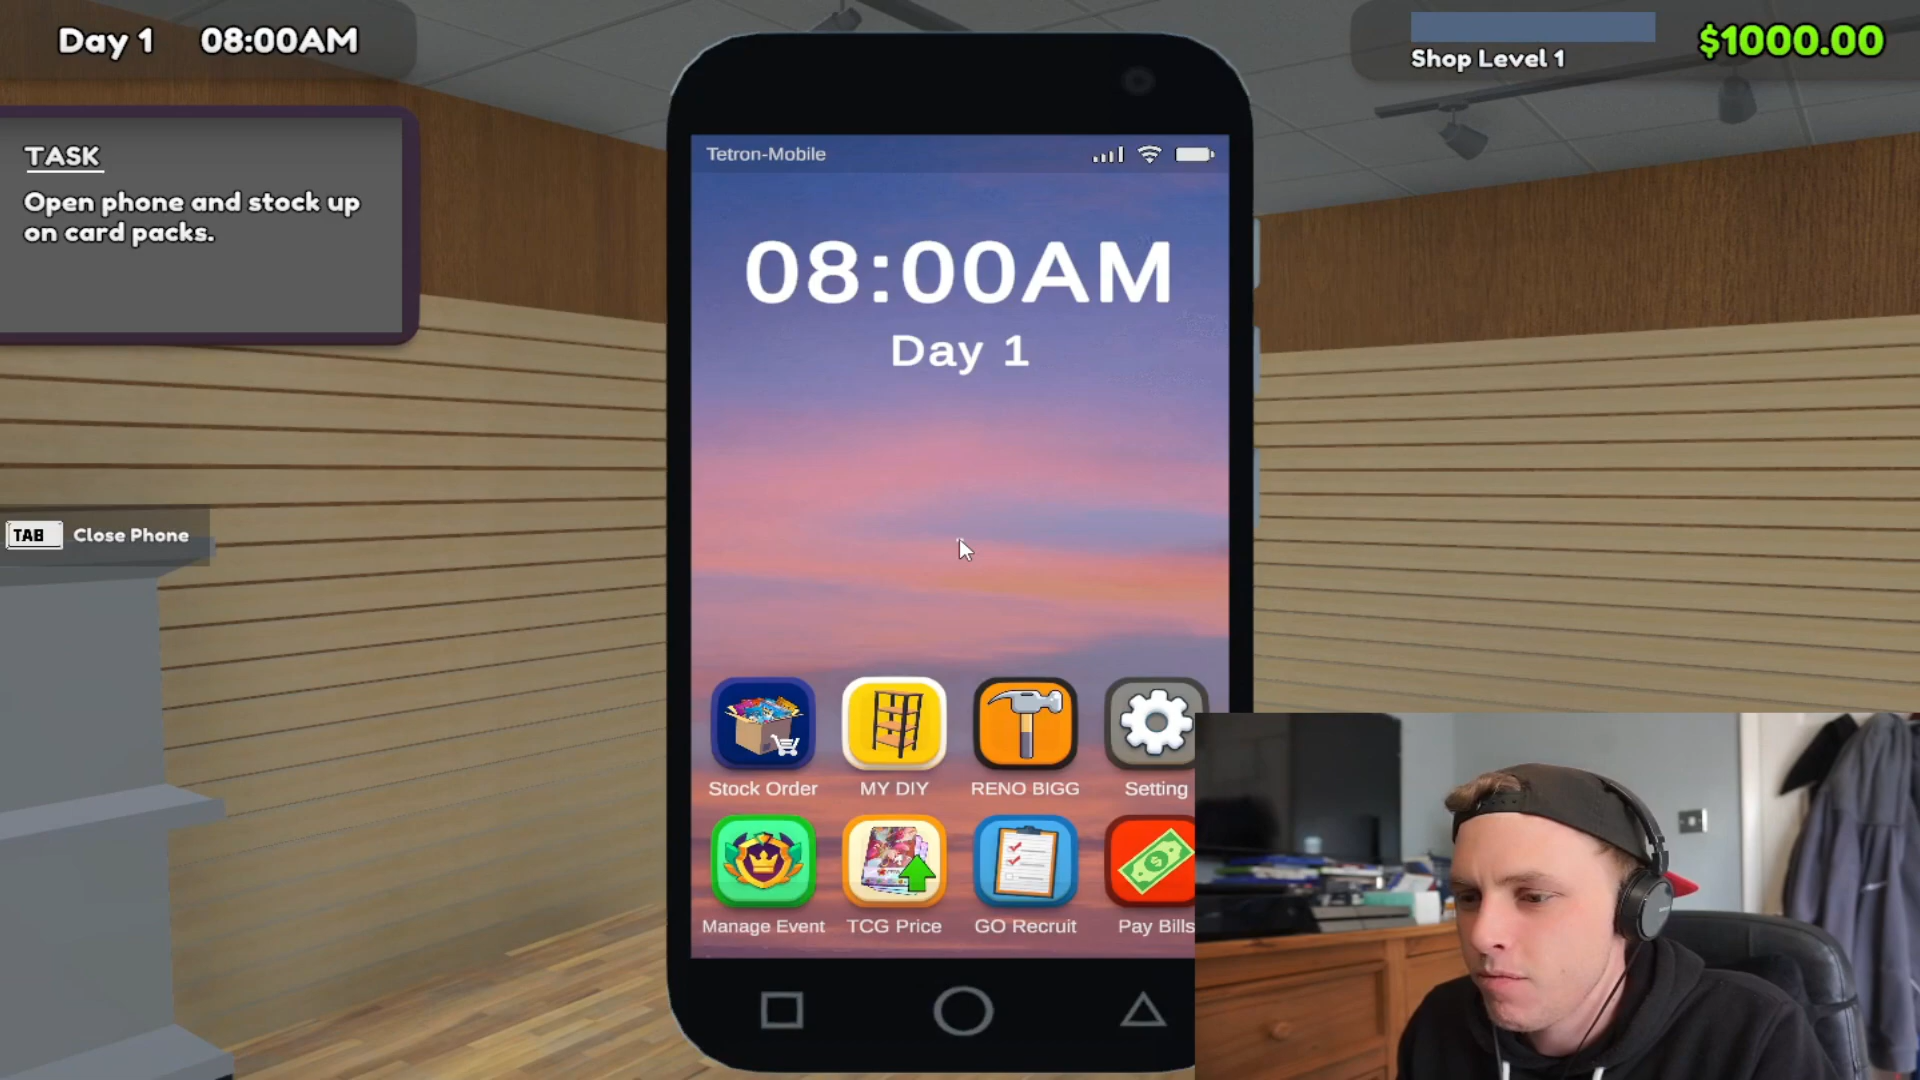 Day 1 08:00AM
Shop Level 1
$1000.00
TASK
Open phone and stock up
on card packs.
TAB Close Phone
Tetron-Mobile
08:00AM
Day 1
Stock Order MY DIY RENO BIGG Setting
Manage Event TCG Price GO Recruit Pay Bills